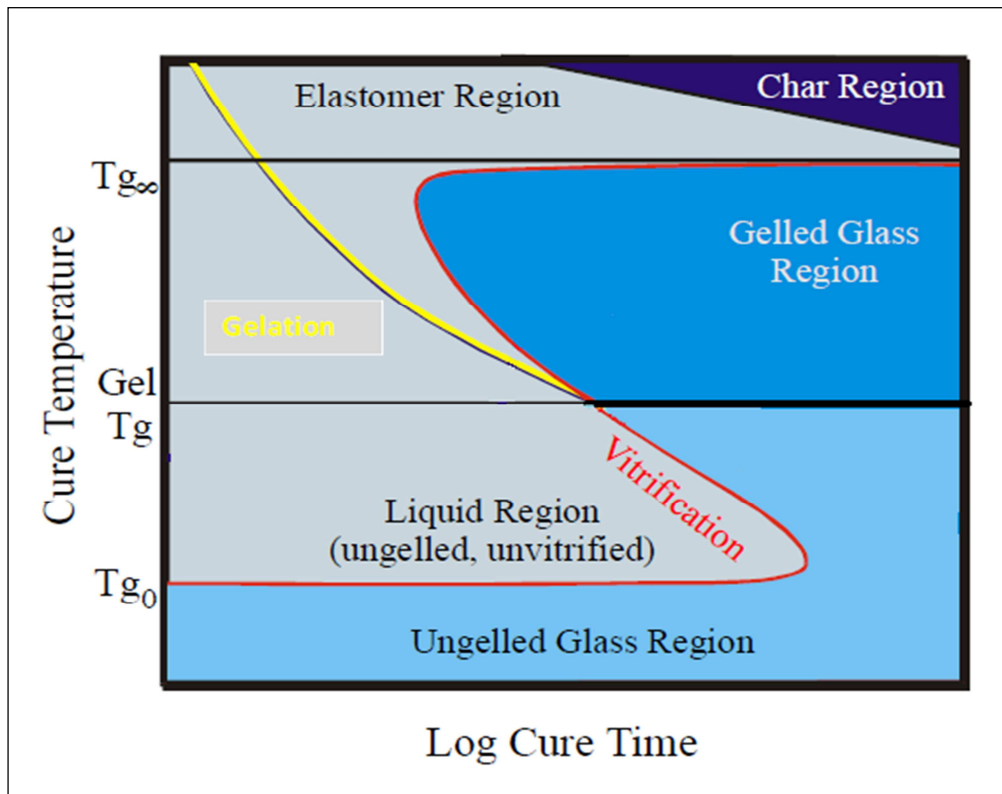 Char Region
Elastomer Region
Tg∞
Gelled Glass
Region
Gelation
Cure Temperature
Gel
Tg
Vitrification
Liquid Region
(ungelled, unvitrified)
Tg0
Ungelled Glass Region
Log Cure Time